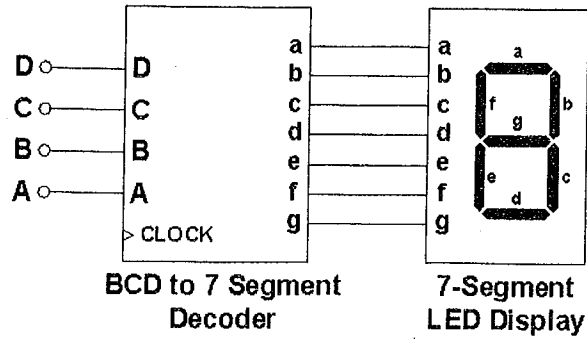 D D a a
C C b b
B B c c
A A d d
e e
f f
g g
CLOCK
a
f b
g
e c
d
BCD to 7 Segment
Decoder
7-Segment
LED Display